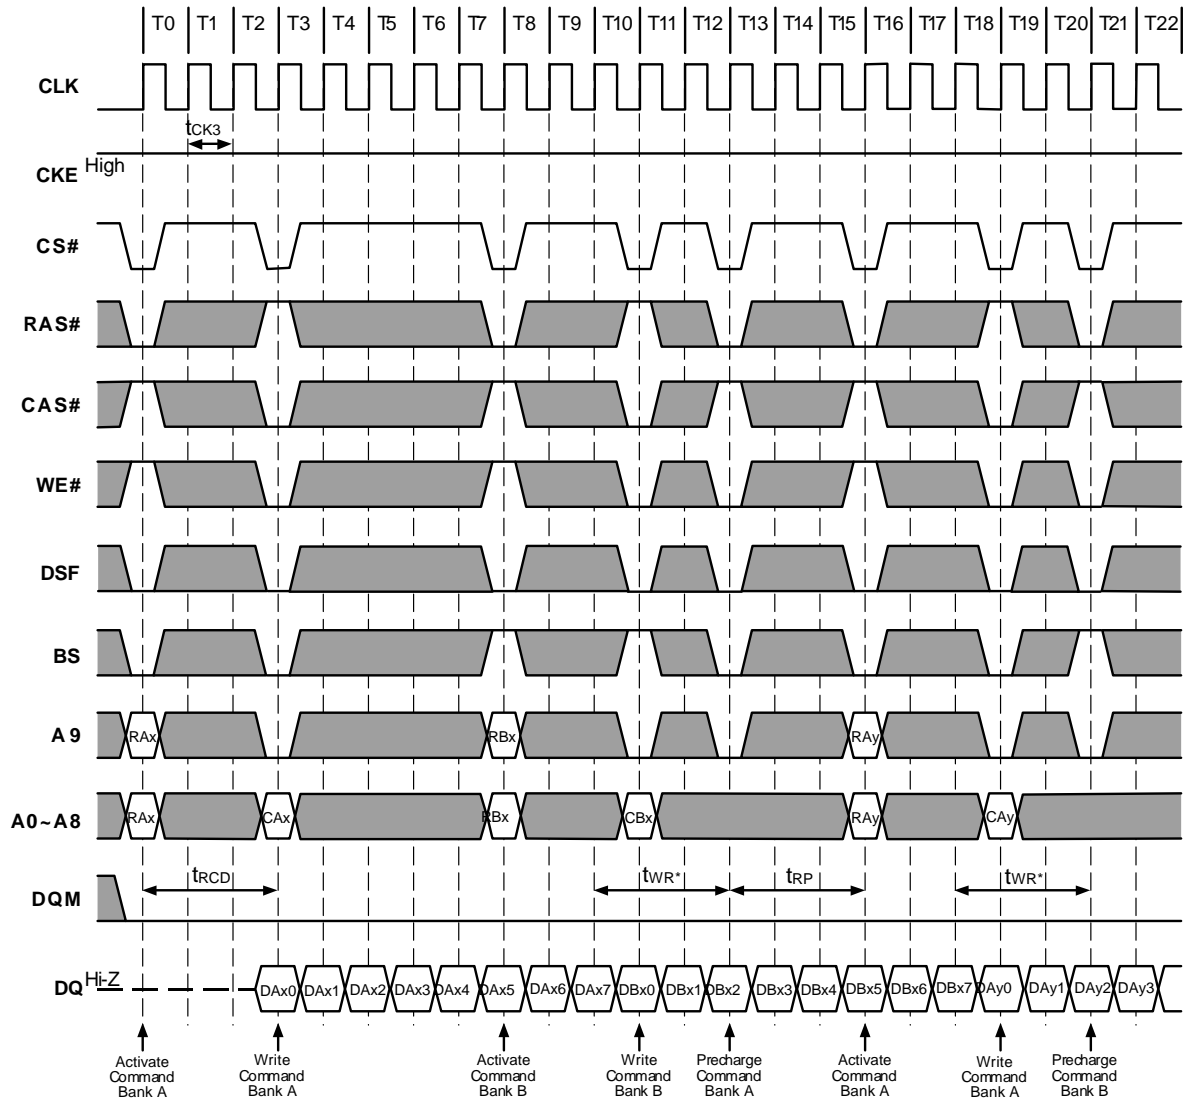 T0 T1 T2 T3 T4 T5 T6 T7 T8 T9 T10 T11 T12 T13 T14 T15 T16 T17 T18 T19 T20 T21 T22
CLK
tCK3
High
CKE
CS#
RAS#
CAS#
WE#
DSF
BS
A9 RAx RBx RAy
A0~A8 RAx CAx RBx CBx RAy CAy
tRCD tWR* tRP tWR*
DQM
Hi-Z
DQ DAx0 DAx1 DAx2 DAx3 DAx4 DAx5 DAx6 DAx7 DBx0 DBx1 DBx2 DBx3 DBx4 DBx5 DBx6 DBx7 DAy0 DAy1 DAy2 DAy3
Activate
Command
Bank A
Write
Command
Bank A
Activate
Command
Bank B
Write
Command
Bank B
Precharge
Command
Bank A
Activate
Command
Bank A
Write
Command
Bank A
Precharge
Command
Bank B